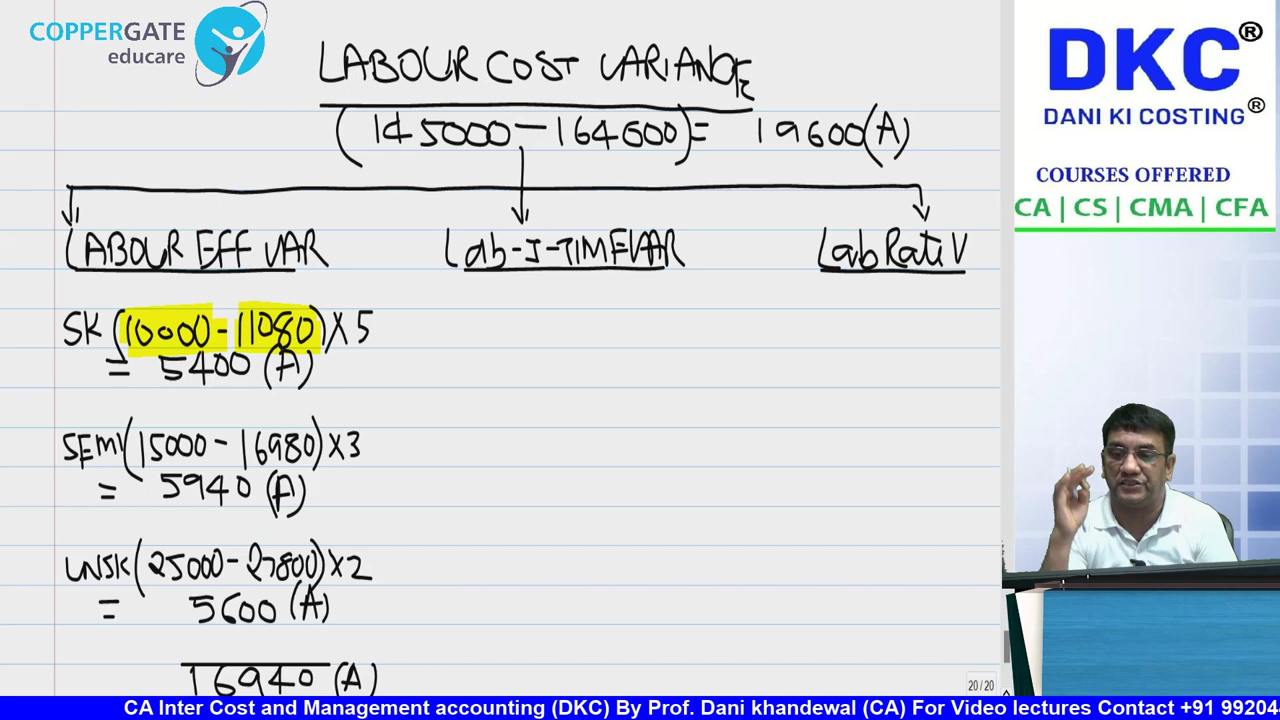 COPPERGATE
educare
LABOUR COST VARIANCE
(145000-164600)= 19600(A)
LABOUR EFF VAR
Lab-I-TIME VAR
Lab Rate V
SK (10000-11080)X5
= 5400 (A)
SEMI(15000-16980)X3
= 5940 (A)
UNSK(25000-27800)X2
= 5600 (A)
16940 (A)
20/20
DKC®
DANI KI COSTING®
COURSES OFFERED
CA | CS | CMA | CFA
CA Inter Cost and Management accounting (DKC) By Prof. Dani khandewal (CA) For Video lectures Contact +91 99204